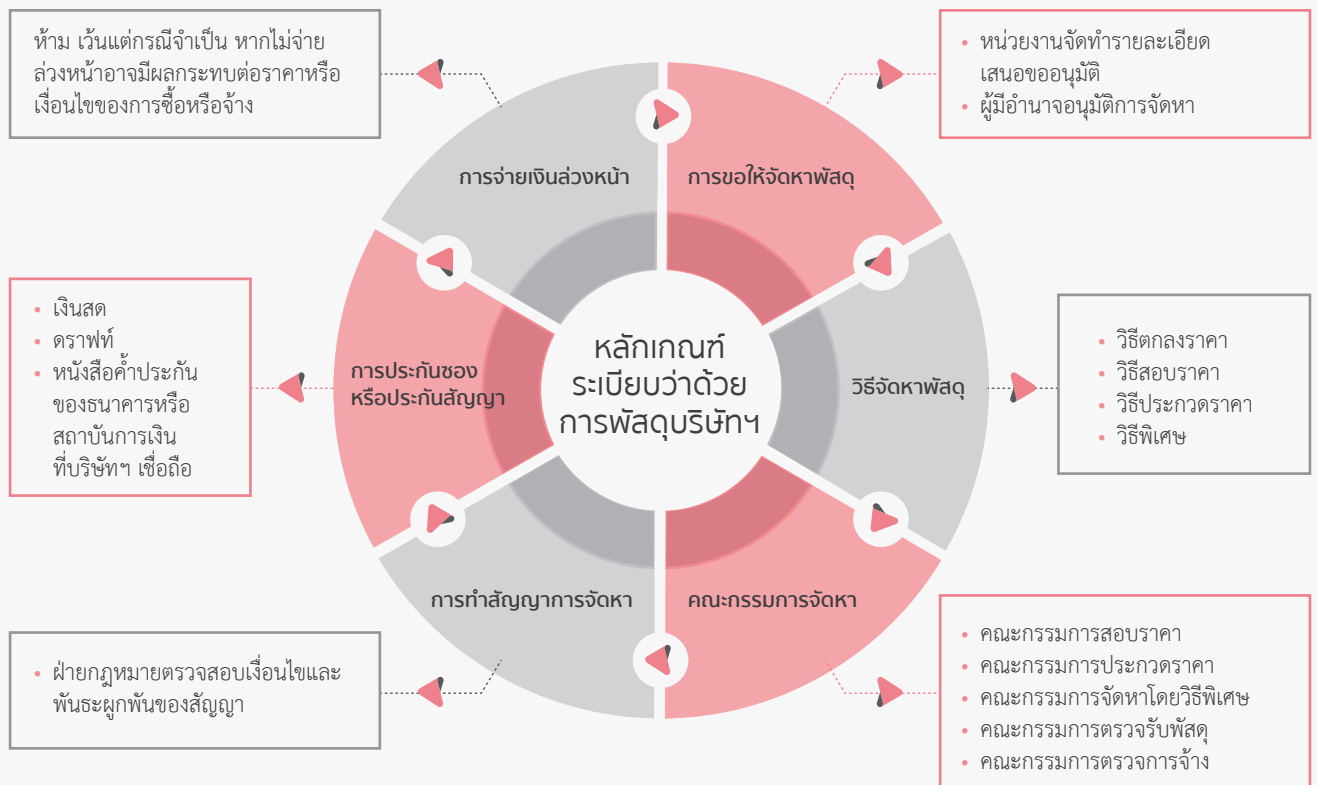 หลักเกณฑ์
ระเบียบว่าด้วย
การพัสดุบริษัทฯ
การขอให้จัดหาพัสดุ
• หน่วยงานจัดทำรายละเอียด
เสนอขออนุมัติ
• ผู้มีอำนาจอนุมัติการจัดหา
วิธีจัดหาพัสดุ
• วิธีตกลงราคา
• วิธีสอบราคา
• วิธีประกวดราคา
• วิธีพิเศษ
คณะกรรมการจัดหา
• คณะกรรมการสอบราคา
• คณะกรรมการประกวดราคา
• คณะกรรมการจัดหาโดยวิธีพิเศษ
• คณะกรรมการตรวจรับพัสดุ
• คณะกรรมการตรวจการจ้าง
การทำสัญญาการจัดหา
• ฝ่ายกฎหมายตรวจสอบเงื่อนไขและ
พันธะผูกพันของสัญญา
การประกันซอง
หรือประกันสัญญา
• เงินสด
• ดราฟท์
• หนังสือค้ำประกัน
ของธนาคารหรือ
สถาบันการเงิน
ที่บริษัทฯ เชื่อถือ
การจ่ายเงินล่วงหน้า
ห้าม เว้นแต่กรณีจำเป็น หากไม่จ่าย
ล่วงหน้าอาจมีผลกระทบต่อราคาหรือ
เงื่อนไขของการซื้อหรือจ้าง